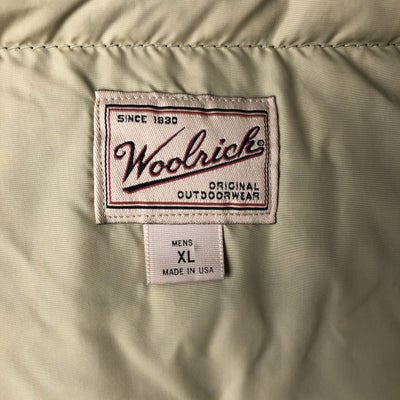 SINCE 1830
Woolrich®
ORIGINAL
OUTDOORWEAR
MENS
XL
MADE IN USA